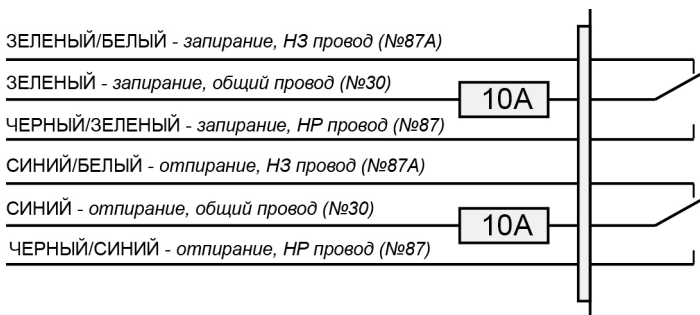 ЗЕЛЕНЫЙ/БЕЛЫЙ - запирание, НЗ провод (№87А)
ЗЕЛЕНЫЙ - запирание, общий провод (№30)
10А
ЧЕРНЫЙ/ЗЕЛЕНЫЙ - запирание, НР провод (№87)
СИНИЙ/БЕЛЫЙ - отпирание, НЗ провод (№87А)
СИНИЙ - отпирание, общий провод (№30)
10А
ЧЕРНЫЙ/СИНИЙ - отпирание, НР провод (№87)